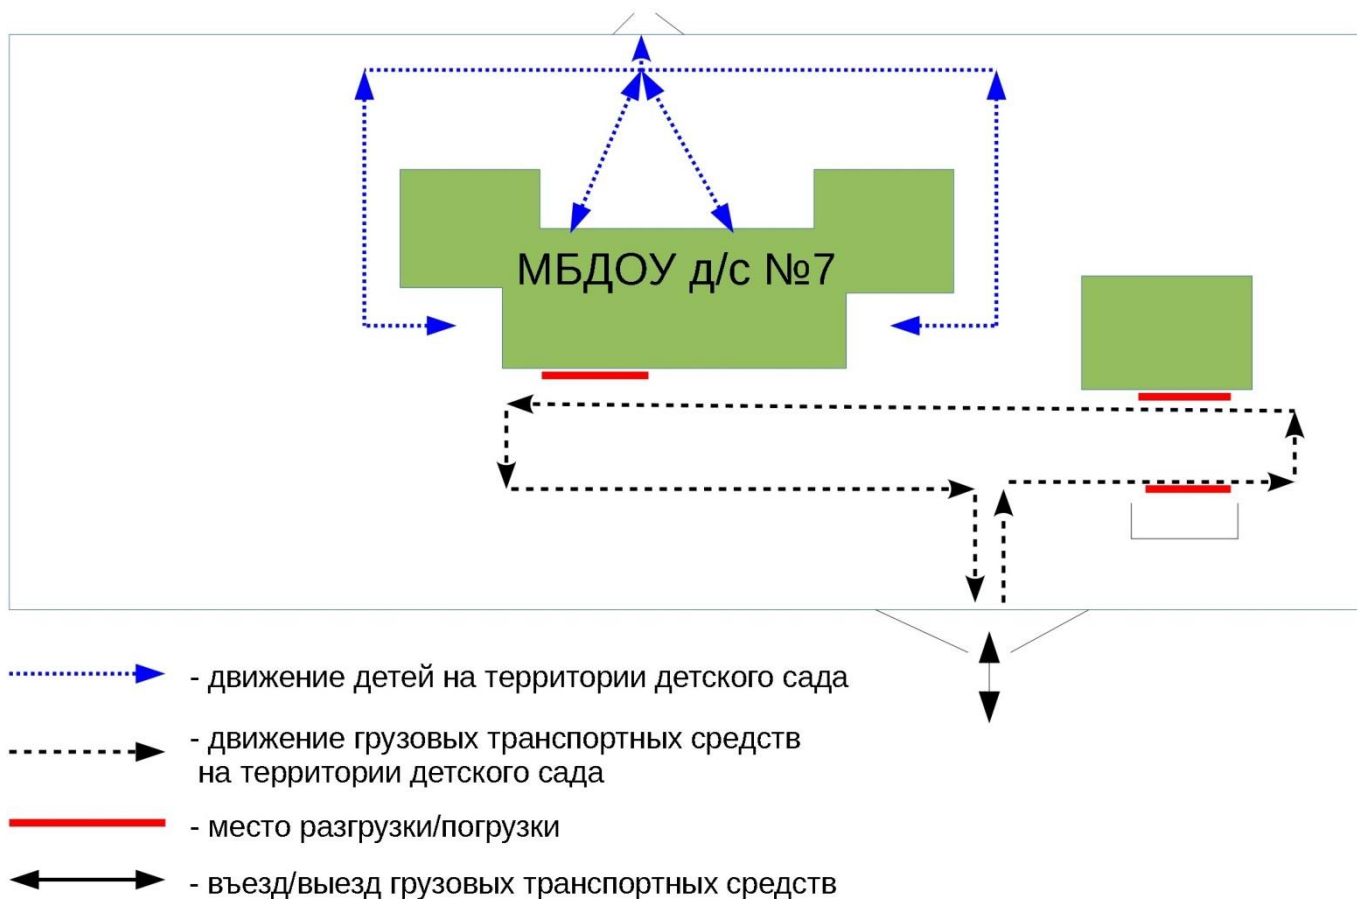 МБДОУ д/с №7
- движение детей на территории детского сада
- движение грузовых транспортных средств
на территории детского сада
- место разгрузки/погрузки
- въезд/выезд грузовых транспортных средств